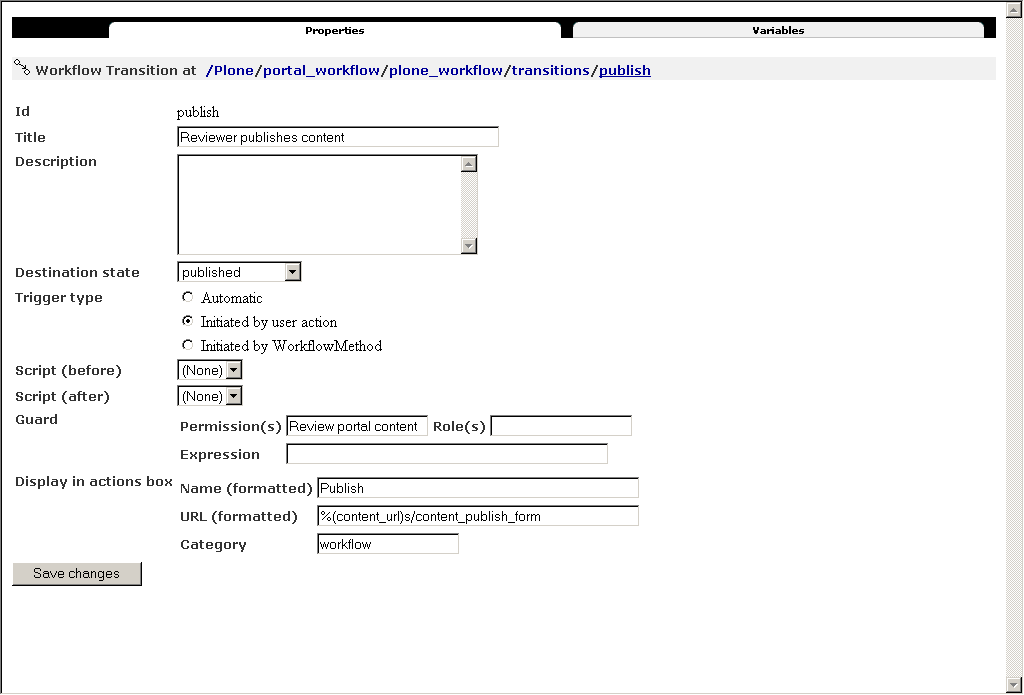 Properties Variables
Workflow Transition at /Plone/portal_workflow/plone_workflow/transitions/publish
Id publish
Title Reviewer publishes content
Description
Destination state published
Trigger type Automatic
Initiated by user action
Initiated by WorkflowMethod
Script (before) (None)
Script (after) (None)
Guard Permission(s) Review portal content Role(s)
Expression
Display in actions box Name (formatted) Publish
URL (formatted) %(content_url)s/content_publish_form
Category workflow
Save changes